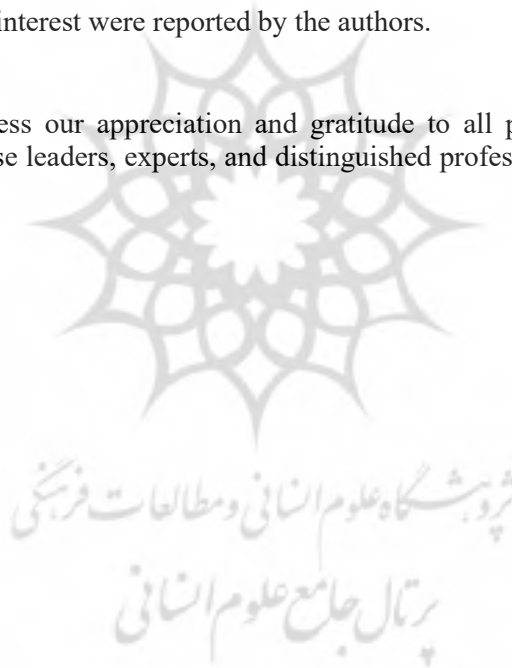 interest were reported by the authors.
ess our appreciation and gratitude to all p
se leaders, experts, and distinguished profes
پژوهشگاه علوم انسانی و مطالعات فرهنگی
پرتال جامع علوم انسانی